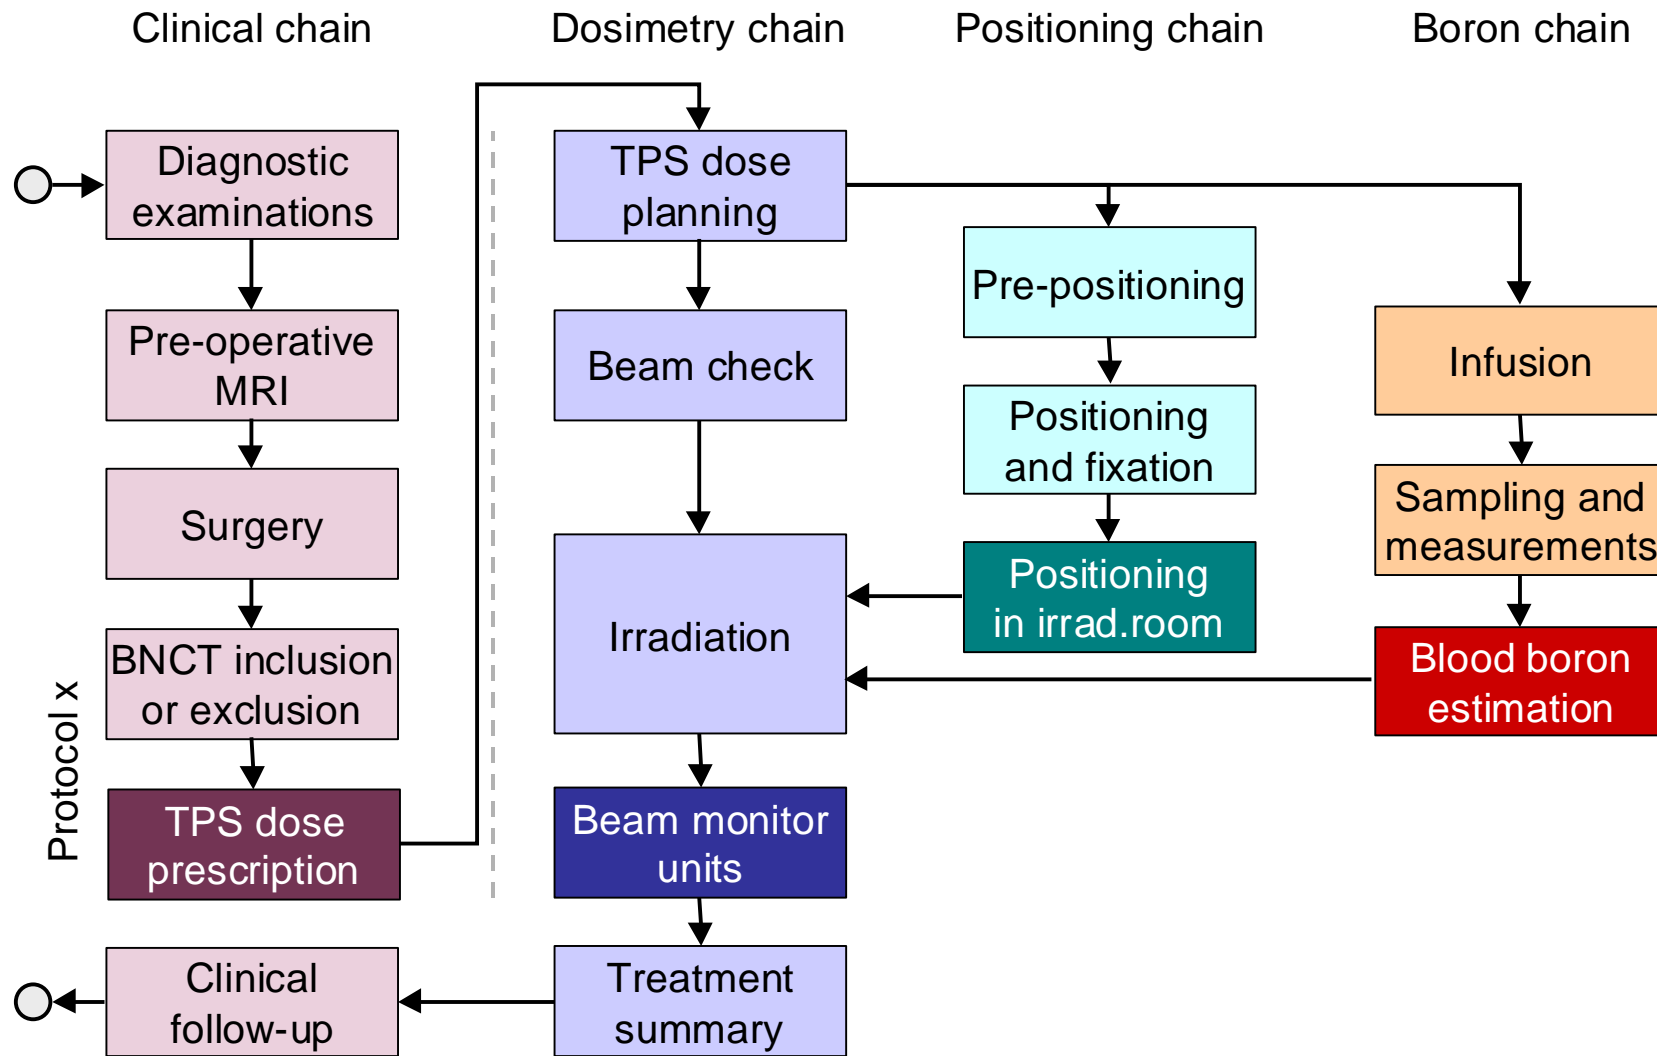 Clinical chain
Dosimetry chain
Positioning chain
Boron chain
Diagnostic
examinations
Pre-operative
MRI
Surgery
BNCT inclusion
or exclusion
Protocol x
TPS dose
prescription
Clinical
follow-up
TPS dose
planning
Beam check
Irradiation
Beam monitor
units
Treatment
summary
Pre-positioning
Positioning
and fixation
Positioning
in irrad.room
Infusion
Sampling and
measurements
Blood boron
estimation